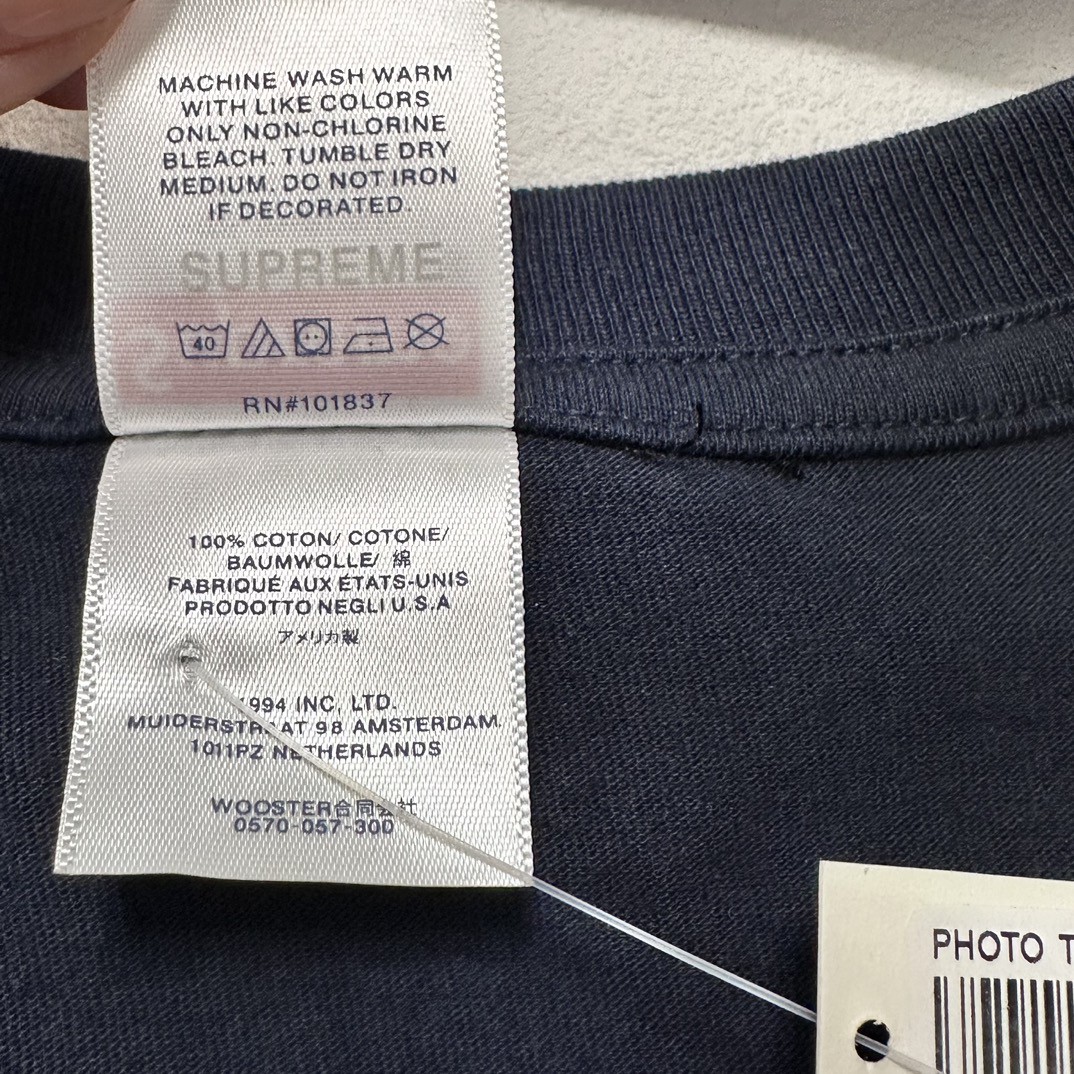 MACHINE WASH WARM
WITH LIKE COLORS
ONLY NON-CHLORINE
BLEACH. TUMBLE DRY
MEDIUM. DO NOT IRON
IF DECORATED.
SUPREME
40
RN#101837
100% COTON/ COTONE/
BAUMWOLLE/ 綿
FABRIQUÉ AUX ÉTATS-UNIS
PRODOTTO NEGLI U.S.A
アメリカ製
1994 INC, LTD.
MUIDERSTRAAT 98 AMSTERDAM
1011PZ NETHERLANDS
WOOSTER合同会社
0570-057-300
PHOTO